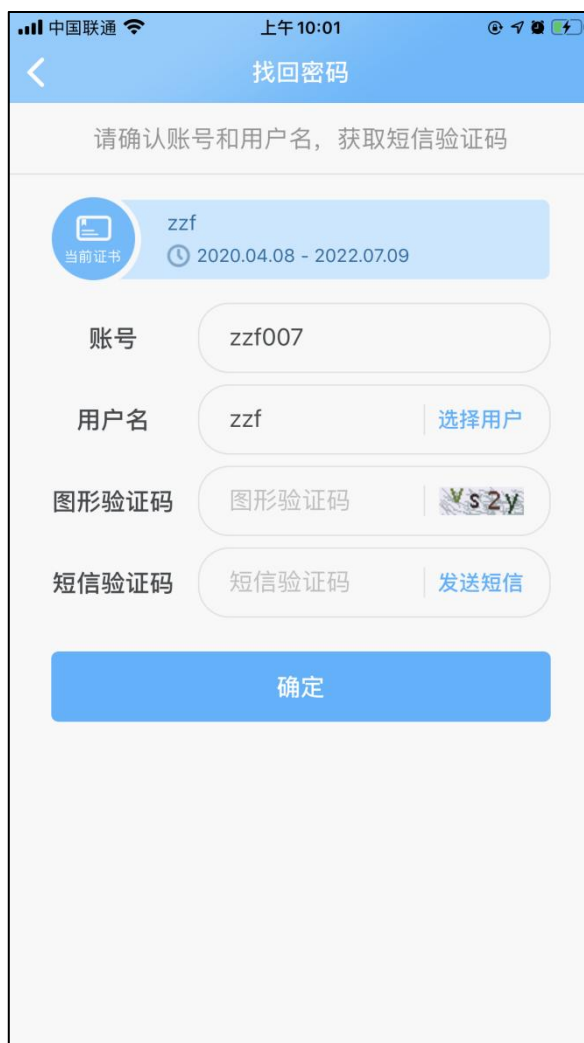 中国联通 上午10:01
找回密码
请确认账号和用户名，获取短信验证码
zzf
当前证书 2020.04.08 - 2022.07.09
账号 zzf007
用户名 zzf 选择用户
图形验证码 图形验证码 Vs2y
短信验证码 短信验证码 发送短信
确定